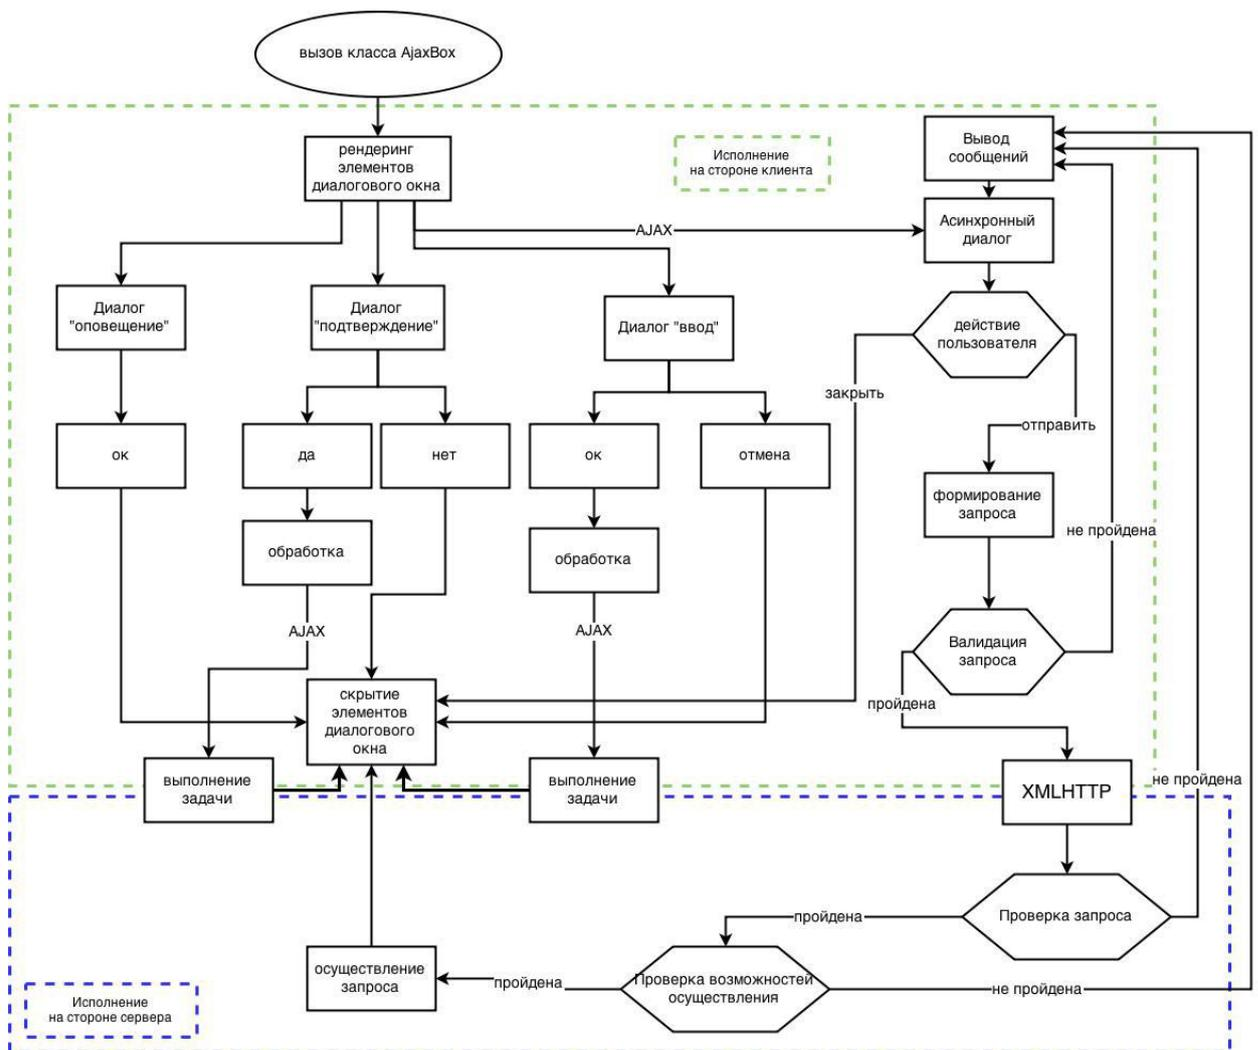 вызов класса AjaxBox
рендеринг
элементов
диалогового окна
Исполнение
на стороне клиента
Вывод
сообщений
AJAX
Асинхронный
диалог
Диалог
"оповещение"
Диалог
"подтверждение"
Диалог "ввод"
действие
пользователя
закрыть
отправить
ок
да
нет
ок
отмена
формирование
запроса
не пройдена
обработка
обработка
AJAX
AJAX
Валидация
запроса
пройдена
скрытие
элементов
диалогового
окна
выполнение
задачи
выполнение
задачи
XMLHTTP
не пройдена
Проверка запроса
пройдена
осуществление
запроса
пройдена
Проверка возможностей
осуществления
не пройдена
Исполнение
на стороне сервера